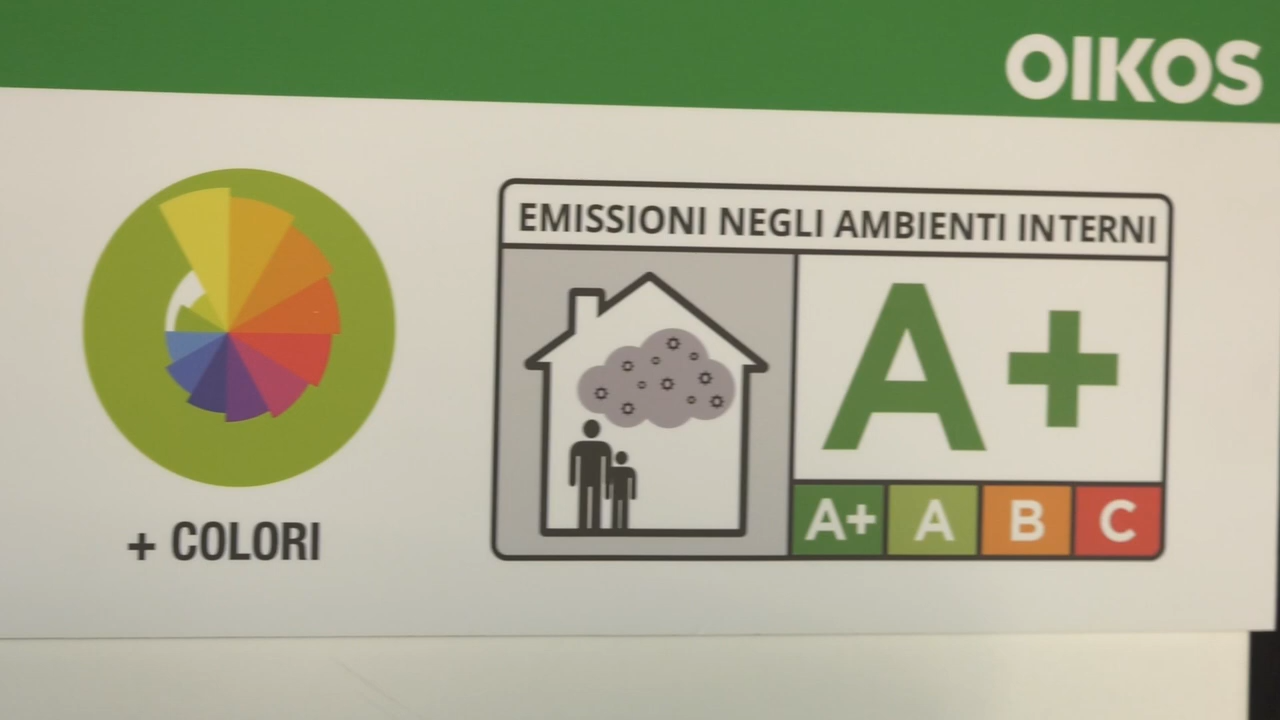 OIKOS
EMISSIONI NEGLI AMBIENTI INTERNI
A+
A+ A B C
+ COLORI